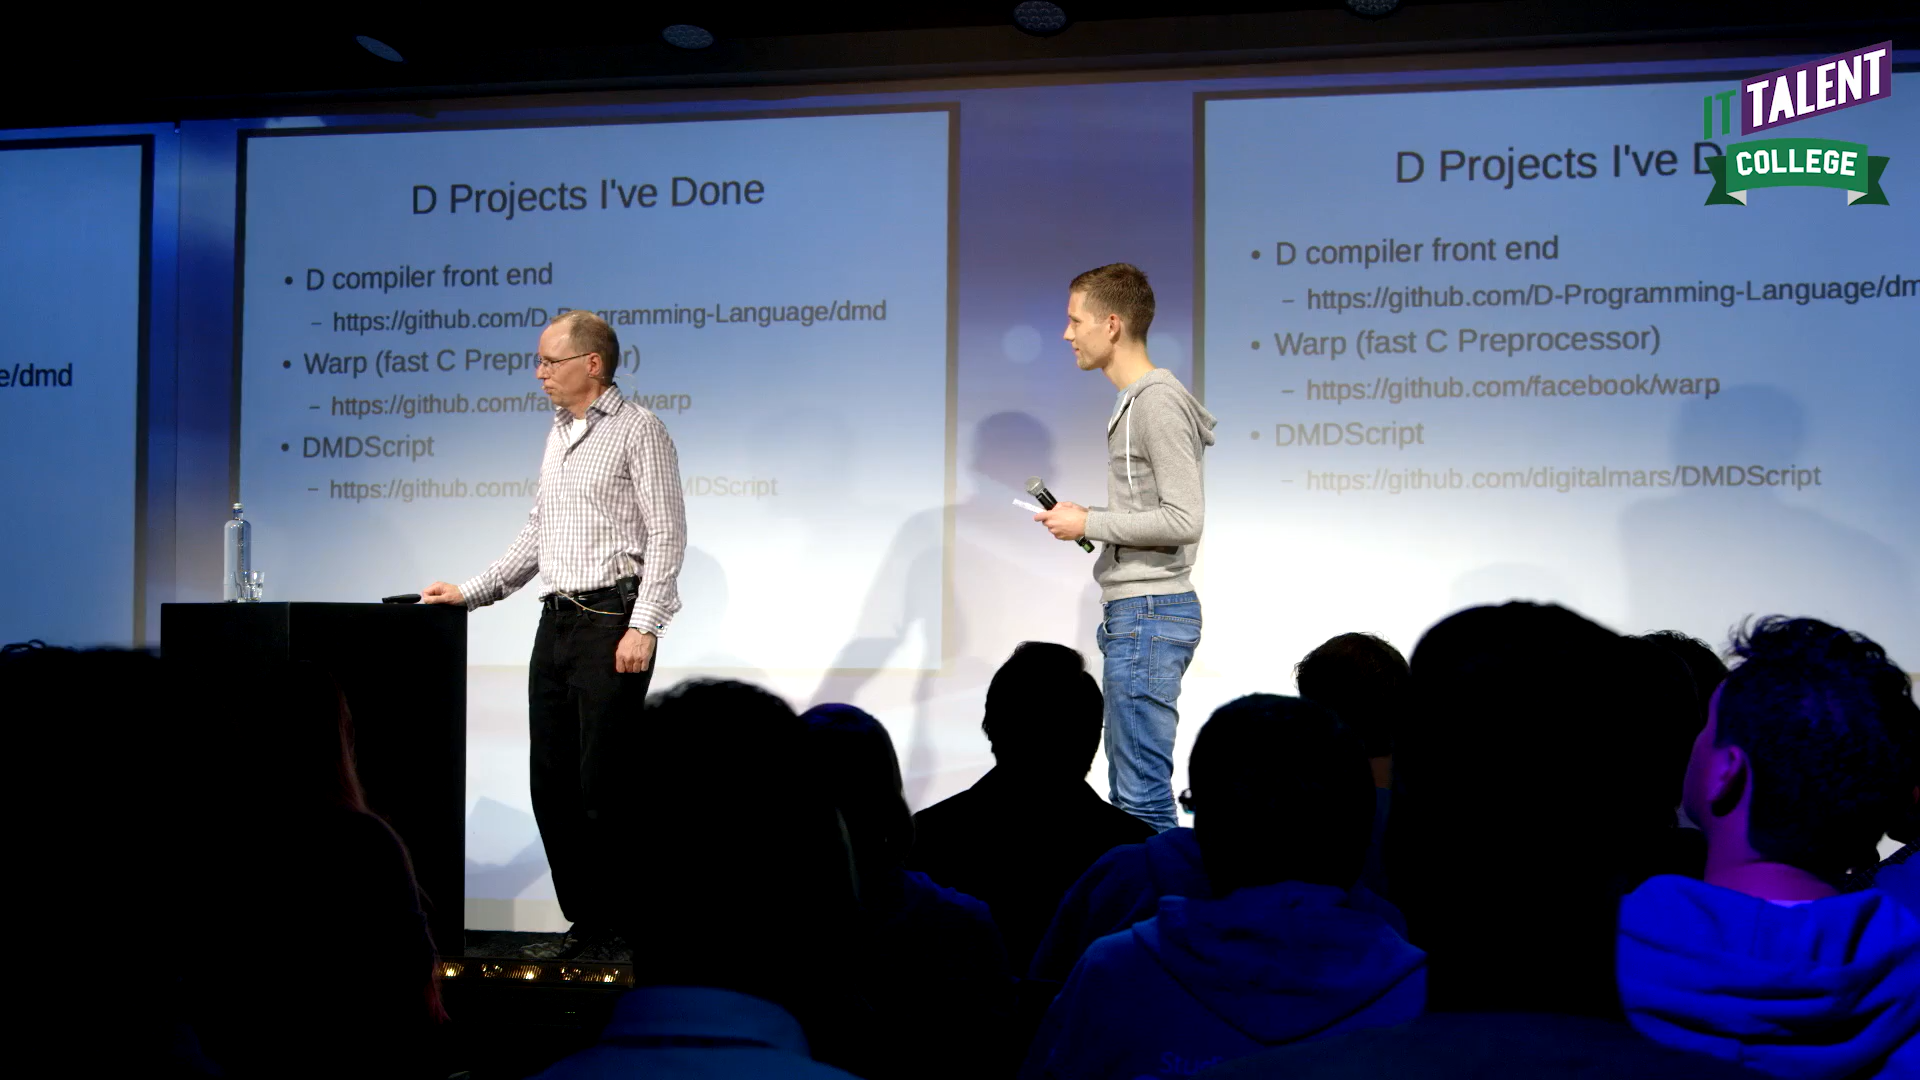 e/dmd
D Projects I've Done
D compiler front end
– https://github.com/D-Programming-Language/dmd
Warp (fast C Prepr r)
– https://github.com/fa k/warp
DMDScript
– https://github.com/d MDScript
D Projects I've D
D compiler front end
– https://github.com/D-Programming-Language/dm
Warp (fast C Preprocessor)
– https://github.com/facebook/warp
DMDScript
– https://github.com/digitalmars/DMDScript
IT TALENT
COLLEGE